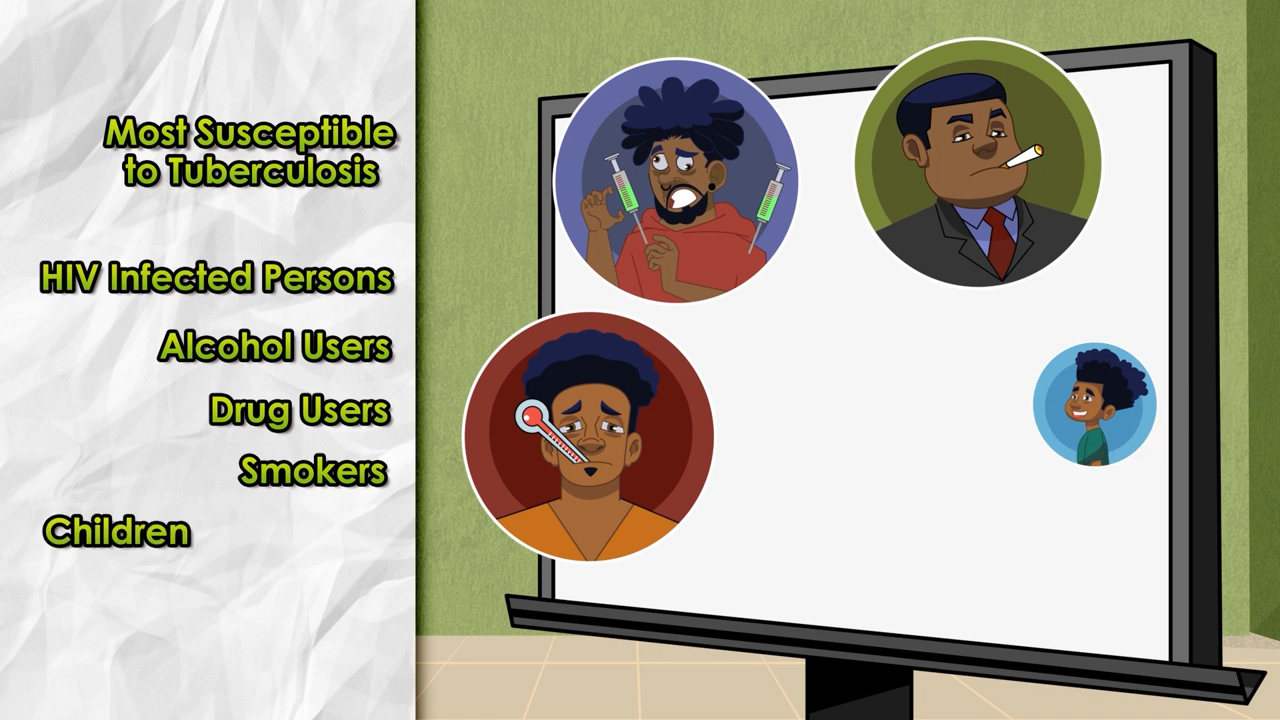 Most Susceptible
to Tuberculosis
HIV Infected Persons
Alcohol Users
Drug Users
Smokers
Children